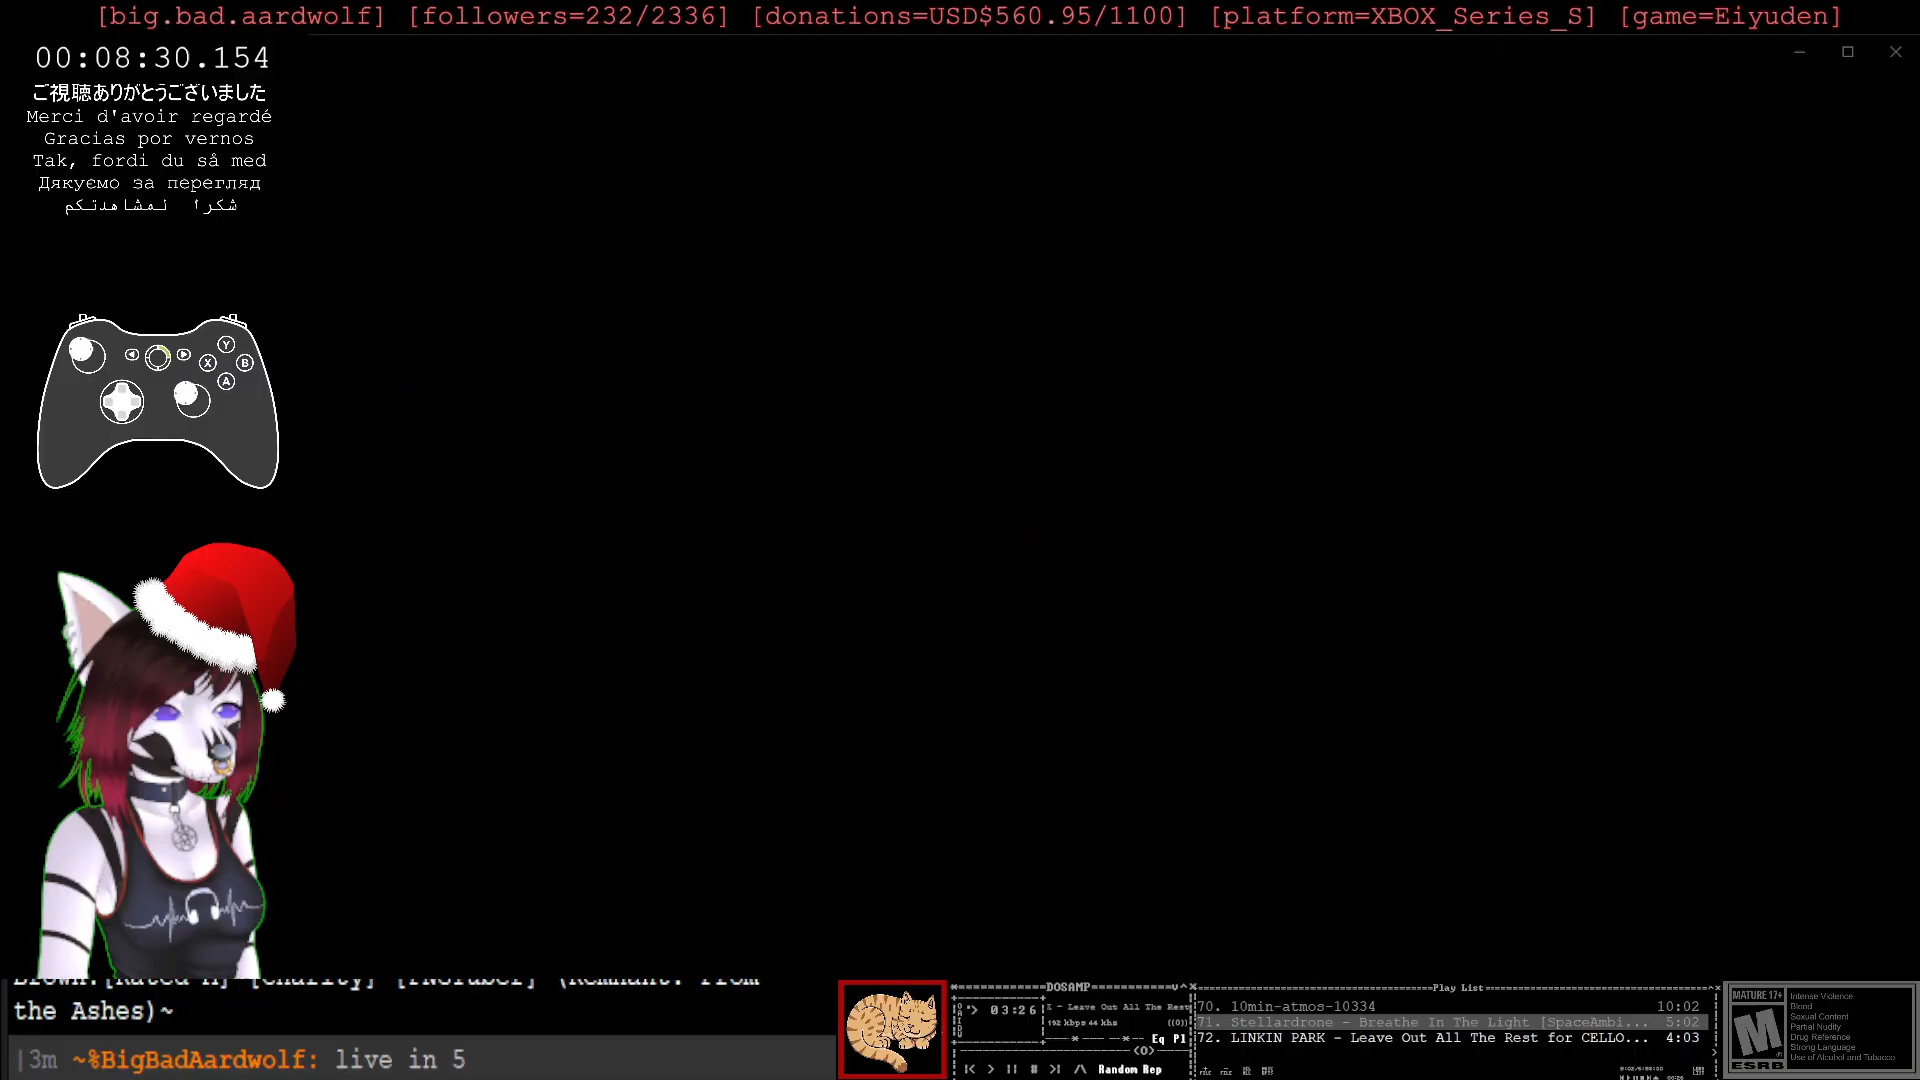 [big.bad.aardwolf] [followers=232/2336] [donations=USD$560.95/1100] [platform=XBOX_Series_S] [game=Eiyuden]
00:08:30.154
ご視聴ありがとうございました
Merci d'avoir regardé
Gracias por vernos
Tak, fordi du så med
Дякуємо за перегляд
شكرا لمشاهدتكم
Y
X B
A
the Ashes)~
|3m ~%BigBadAardwolf: live in 5
DOSAMP
03:26
- Leave Out All The Rest
192 kbps 44 khz
Eq Pl
Random Rep
Play List
70. 10min-atmos-10334 10:02
71. Stellardrone - Breathe In The Light [SpaceAmbi... 5:02
72. LINKIN PARK - Leave Out All The Rest for CELLO... 4:03
MATURE 17+
M
ESRB
Intense Violence
Blood
Sexual Content
Partial Nudity
Drug Reference
Strong Language
Use of Alcohol and Tobacco